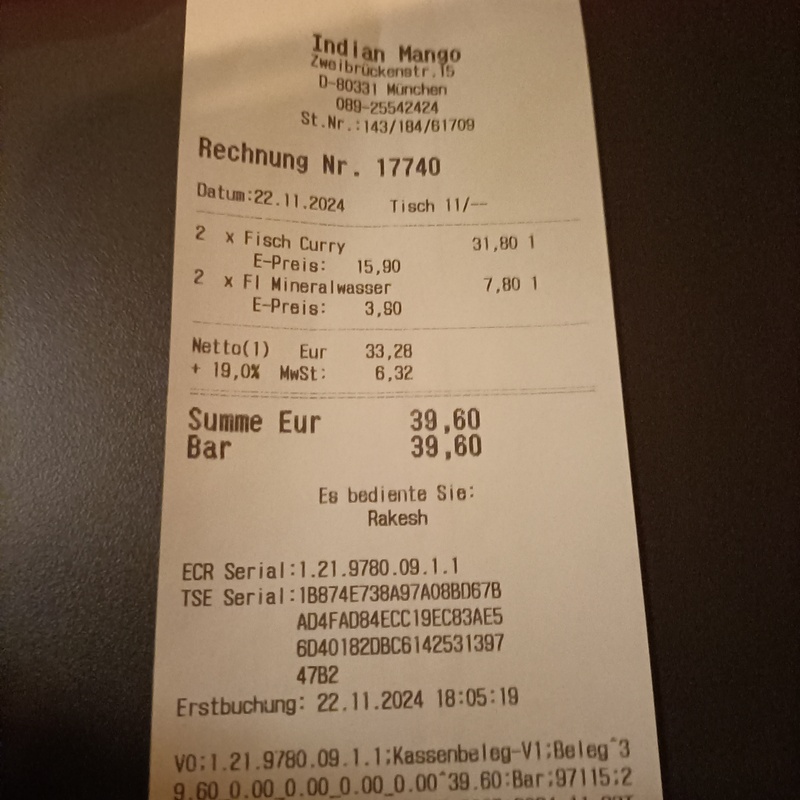 Indian Mango
Zweibrückenstr.15
D-80331 München
089-25542424
St.Nr.:143/184/61709
Rechnung Nr. 17740
Datum:22.11.2024 Tisch 11/--
2 x Fisch Curry 31,80 1
E-Preis: 15,90
2 x Fl Mineralwasser 7,80 1
E-Preis: 3,90
Netto(1) Eur 33,28
+ 19,0% MwSt: 6,32
Summe Eur 39,60
Bar 39,60
Es bediente Sie:
Rakesh
ECR Serial:1.21.9780.09.1.1
TSE Serial:1B874E738A97A08BD67B
AD4FAD84ECC19EC83AE5
6D40182DBC6142531397
47B2
Erstbuchung: 22.11.2024 18:05:19
V0;1.21.9780.09.1.1;Kassenbeleg-V1;Beleg^3
9.60_0.00_0.00_0.00_0.00^39.60:Bar;97115;2